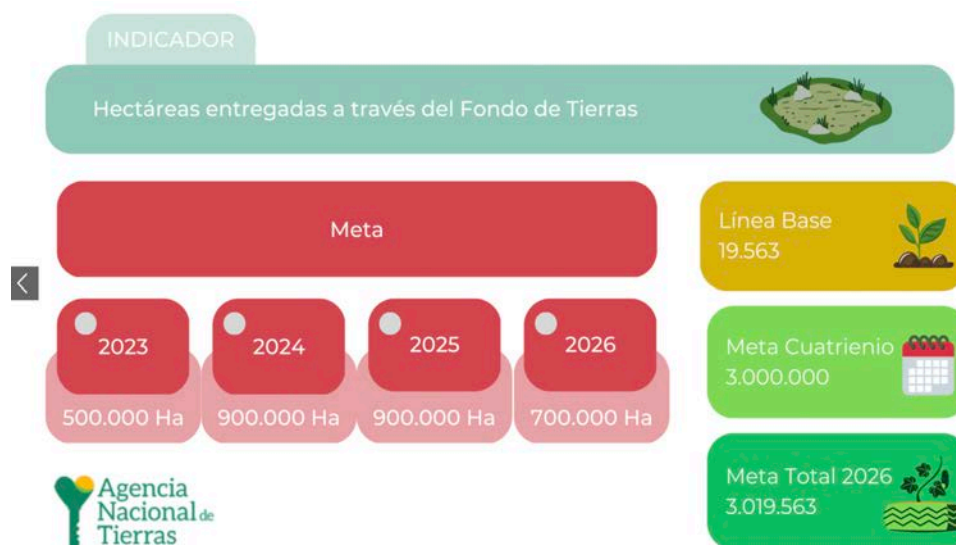 INDICADOR
Hectáreas entregadas a través del Fondo de Tierras
Meta
2023
2024
2025
2026
500.000 Ha
900.000 Ha
900.000 Ha
700.000 Ha
Línea Base
19.563
Meta Cuatrienio
3.000.000
Meta Total 2026
3.019.563
Agencia
Nacional de
Tierras